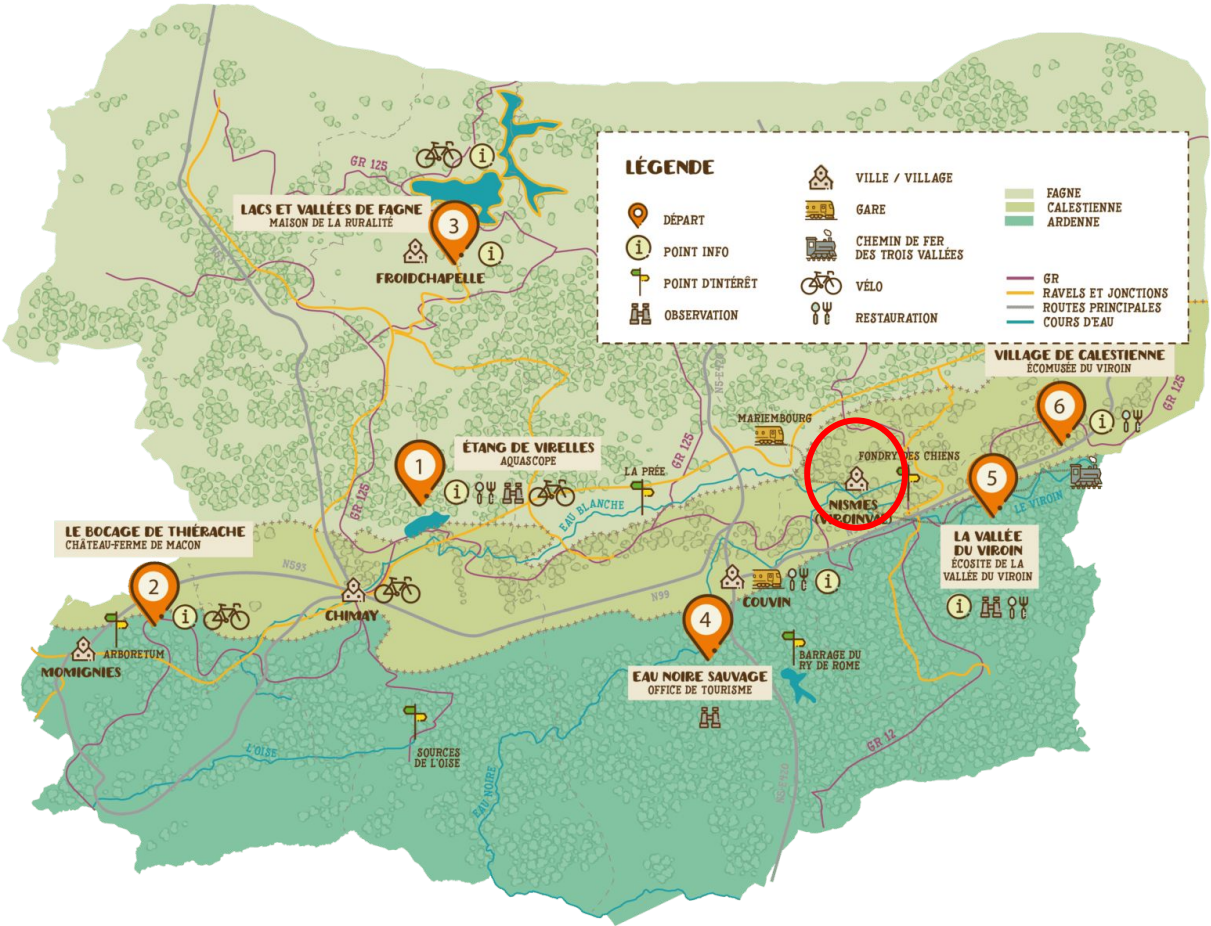 GR 125
LACS ET VALLÉES DE FAGNE
MAISON DE LA RURALITÉ
3
FROIDCHAPELLE
LÉGENDE
DÉPART
POINT INFO
POINT D'INTÉRÊT
OBSERVATION
VILLE / VILLAGE
GARE
CHEMIN DE FER
DES TROIS VALLÉES
VÉLO
RESTAURATION
FAGNE
CALESTIENNE
ARDENNE
GR
RAVELS ET JONCTIONS
ROUTES PRINCIPALES
COURS D'EAU
VILLAGE DE CALESTIENNE
ÉCOMUSÉE DU VIROIN
6
GR 125
MARIEMBOURG
GR 125
ÉTANG DE VIRELLES
AQUASCOPE
1
LA PRÉE
EAU BLANCHE
FONDRY DES CHIENS
NISMES
(VIROINVAL)
5
LE VIROIN
LA VALLÉE
DU VIROIN
ÉCOSITE DE LA
VALLÉE DU VIROIN
GR 125
LE BOCAGE DE THIÉRACHE
CHÂTEAU-FERME DE MACON
2
N593
CHIMAY
N99
COUVIN
4
EAU NOIRE SAUVAGE
OFFICE DE TOURISME
BARRAGE DU
RY DE ROME
ARBORETUM
MOMIGNIES
L'OISE
SOURCES
DE L'OISE
EAU NOIRE
GR 12